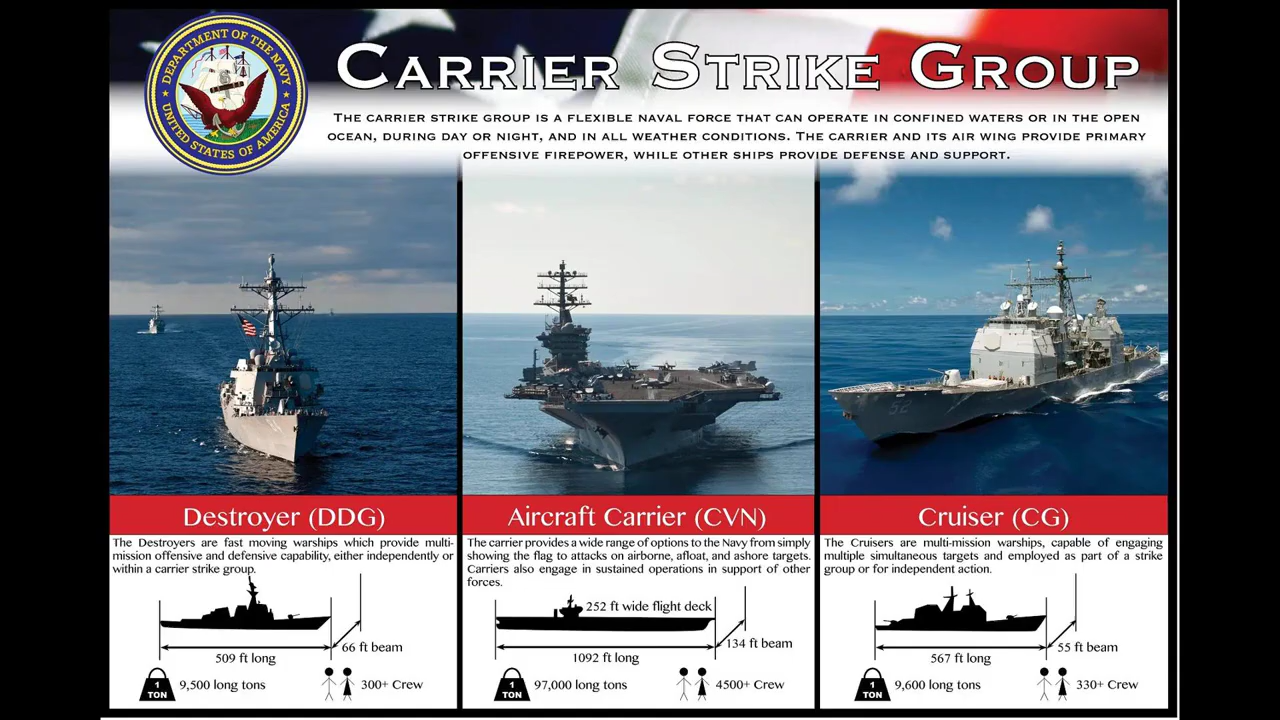 DEPARTMENT OF THE NAVY
UNITED STATES OF AMERICA
CARRIER STRIKE GROUP
THE CARRIER STRIKE GROUP IS A FLEXIBLE NAVAL FORCE THAT CAN OPERATE IN CONFINED WATERS OR IN THE OPEN
OCEAN, DURING DAY OR NIGHT, AND IN ALL WEATHER CONDITIONS. THE CARRIER AND ITS AIR WING PROVIDE PRIMARY
OFFENSIVE FIREPOWER, WHILE OTHER SHIPS PROVIDE DEFENSE AND SUPPORT.
Destroyer (DDG)
The Destroyers are fast moving warships which provide multi-
mission offensive and defensive capability, either independently or
within a carrier strike group.
509 ft long
66 ft beam
1
TON
9,500 long tons
300+ Crew
Aircraft Carrier (CVN)
The carrier provides a wide range of options to the Navy from simply
showing the flag to attacks on airborne, afloat, and ashore targets.
Carriers also engage in sustained operations in support of other
forces.
252 ft wide flight deck
134 ft beam
1092 ft long
1
TON
97,000 long tons
4500+ Crew
52
Cruiser (CG)
The Cruisers are multi-mission warships, capable of engaging
multiple simultaneous targets and employed as part of a strike
group or for independent action.
55 ft beam
567 ft long
1
TON
9,600 long tons
330+ Crew